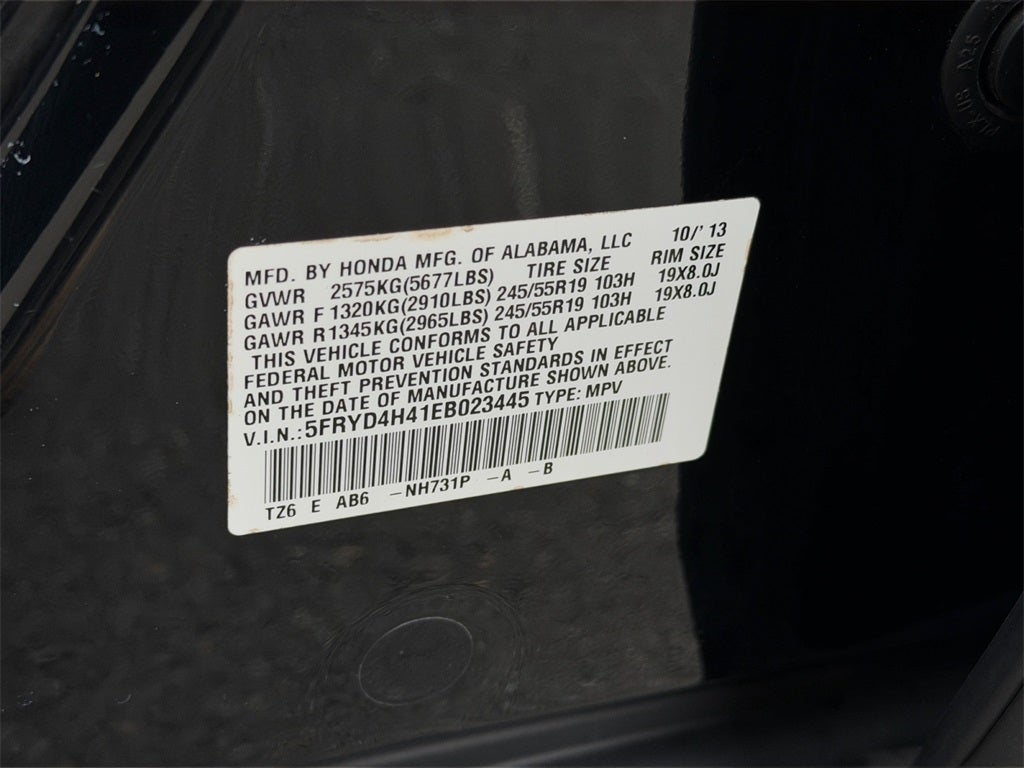 MFD. BY HONDA MFG. OF ALABAMA, LLC 10/' 13
GVWR 2575KG(5677LBS) TIRE SIZE RIM SIZE
GAWR F 1320KG(2910LBS) 245/55R19 103H 19X8.0J
GAWR R1345KG(2965LBS) 245/55R19 103H 19X8.0J
THIS VEHICLE CONFORMS TO ALL APPLICABLE
FEDERAL MOTOR VEHICLE SAFETY
AND THEFT PREVENTION STANDARDS IN EFFECT
ON THE DATE OF MANUFACTURE SHOWN ABOVE.
V.I.N.:5FRYD4H41EB023445 TYPE: MPV
TZ6 E AB6 -NH731P -A -B
A25